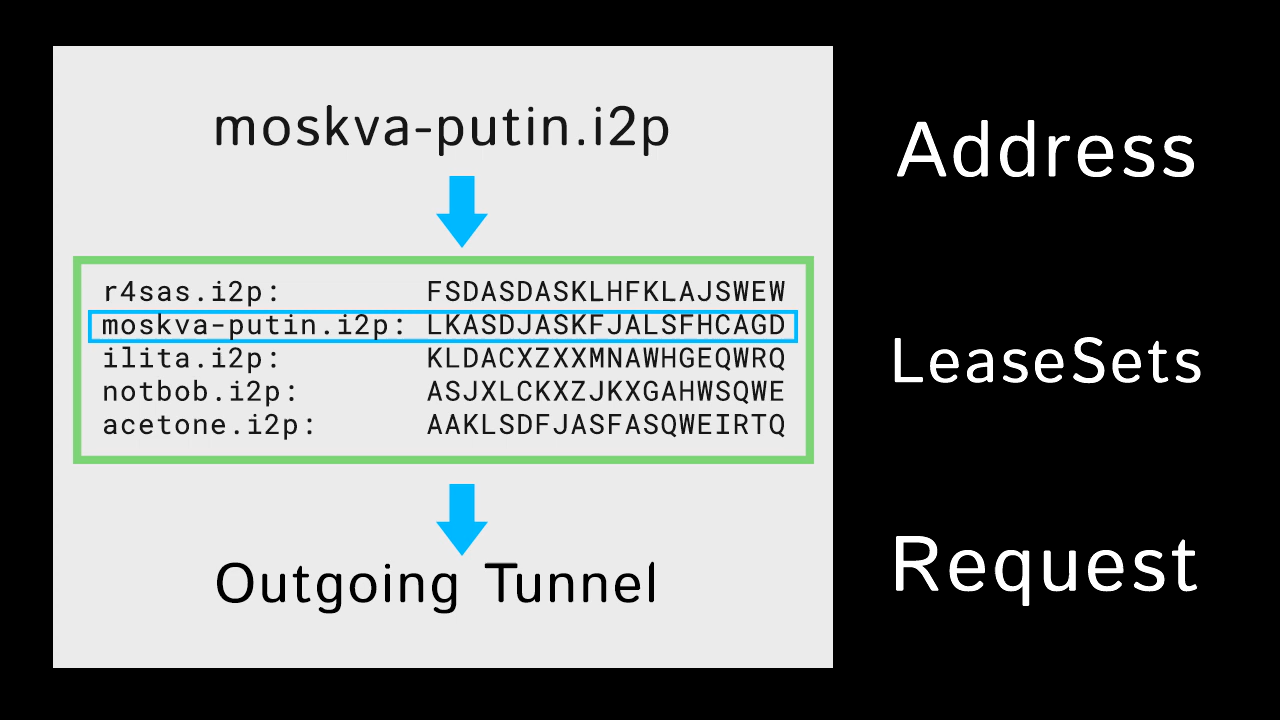 moskva-putin.i2p
Address
r4sas.i2p: FSDASDASKLHFKLAJSWEW
moskva-putin.i2p: LKASDJASKFJALSFHCAGD
ilita.i2p: KLDACXZXXMNAWHGEQWRQ
notbob.i2p: ASJXLCKXZJKXGAHWSQWE
acetone.i2p: AAKLSDFJASFASQWEIRTQ
LeaseSets
Outgoing Tunnel
Request